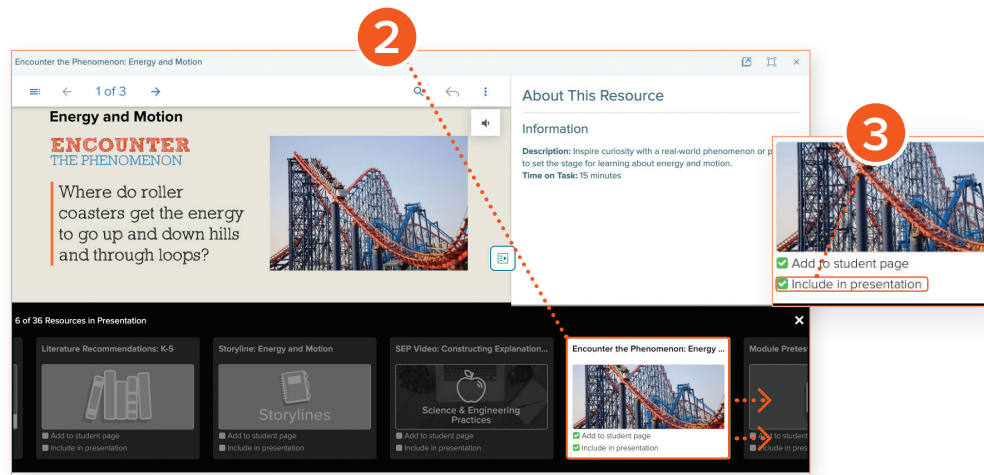 2
Encounter the Phenomenon: Energy and Motion
1 of 3
Energy and Motion
ENCOUNTER
THE PHENOMENON
Where do roller
coasters get the energy
to go up and down hills
and through loops?
About This Resource
Information
Description: Inspire curiosity with a real-world phenomenon or p
to set the stage for learning about energy and motion.
Time on Task: 15 minutes
3
Add to student page
Include in presentation
6 of 36 Resources in Presentation
Literature Recommendations: K-5
Add to student page
Include in presentation
Storyline: Energy and Motion
Storylines
Add to student page
Include in presentation
SEP Video: Constructing Explanation...
Science & Engineering
Practices
Add to student page
Include in presentation
Encounter the Phenomenon: Energy ...
Add to student page
Include in presentation
Module Pretes
Add to student
Include in pres